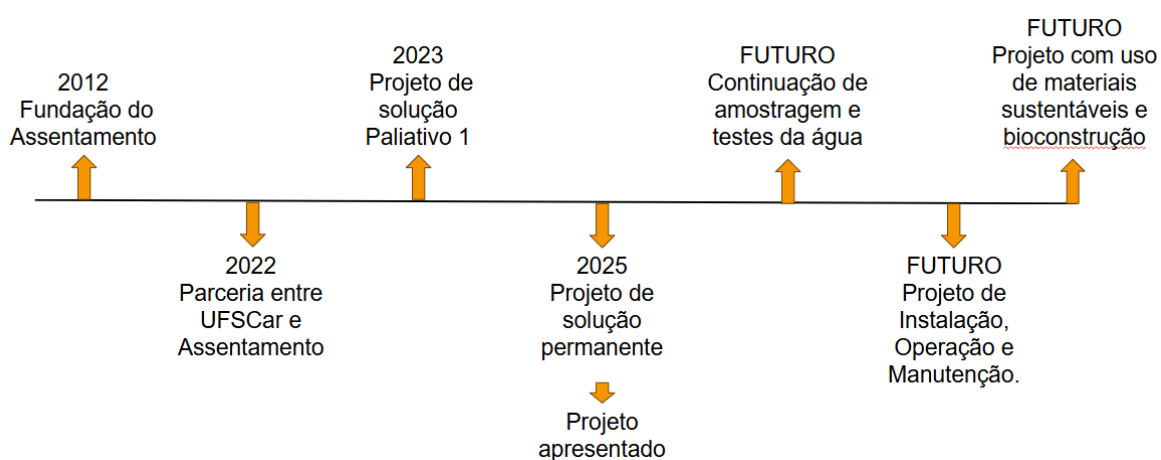 2012
Fundação do
Assentamento
2022
Parceria entre
UFSCar e
Assentamento
2023
Projeto de
solução
Paliativo 1
2025
Projeto de
solução
permanente
Projeto
apresentado
FUTURO
Continuação de
amostragem e
testes da água
FUTURO
Projeto de
Instalação,
Operação e
Manutenção.
FUTURO
Projeto com uso
de materiais
sustentáveis e
bioconstrução